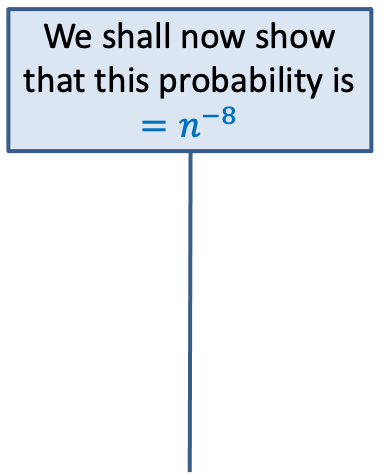 We shall now show
that this probability is
= n⁻⁸